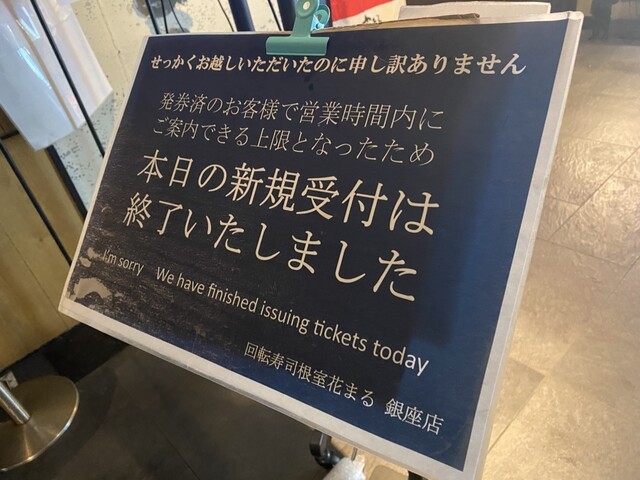 せっかくお越しいただいたのに申し訳ありません
発券済のお客様で営業時間内に
ご案内できる上限となったため
本日の新規受付は
終了いたしました
I'm sorry We have finished issuing tickets today
回転寿司根室花まる 銀座店